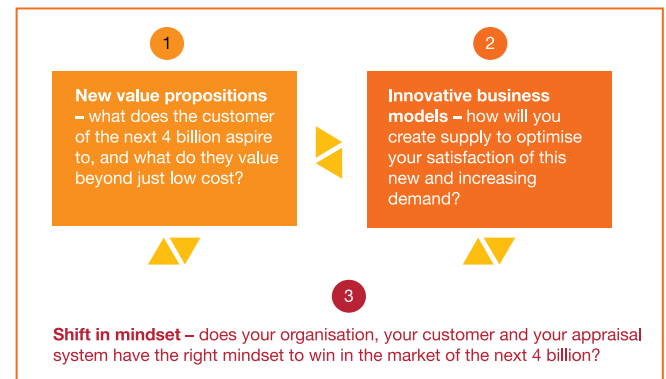 1
New value propositions
– what does the customer
of the next 4 billion aspire
to, and what do they value
beyond just low cost?
2
Innovative business
models – how will you
create supply to optimise
your satisfaction of this
new and increasing
demand?
3
Shift in mindset – does your organisation, your customer and your appraisal
system have the right mindset to win in the market of the next 4 billion?